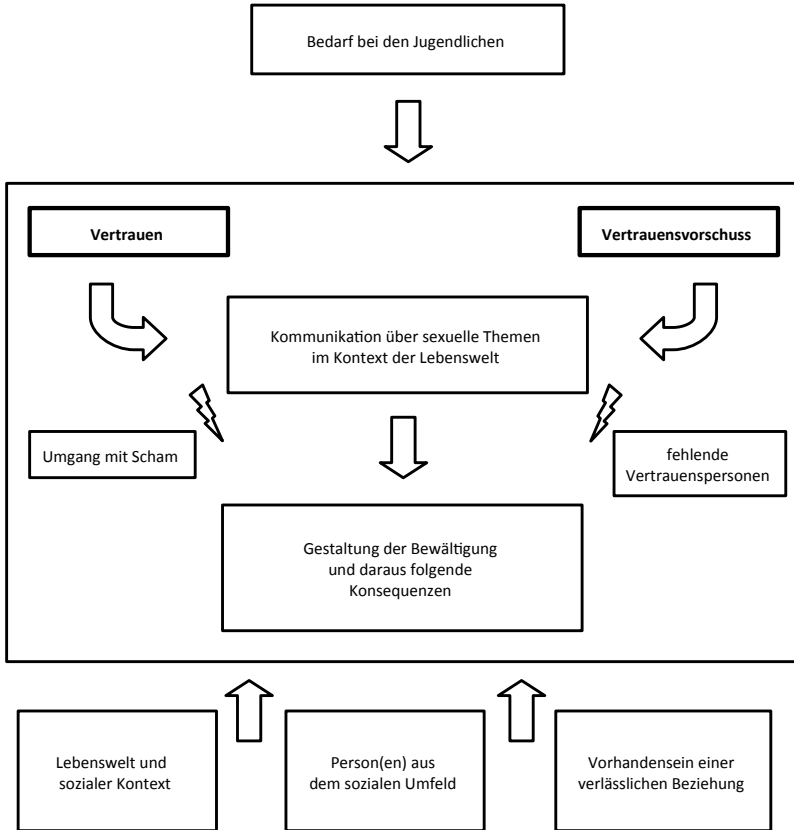 Bedarf bei den Jugendlichen
Vertrauen
Vertrauensvorschuss
Kommunikation über sexuelle Themen
im Kontext der Lebenswelt
Umgang mit Scham
fehlende
Vertrauenspersonen
Gestaltung der Bewältigung
und daraus folgende
Konsequenzen
Lebenswelt und
sozialer Kontext
Person(en) aus
dem sozialen Umfeld
Vorhandensein einer
verlässlichen Beziehung